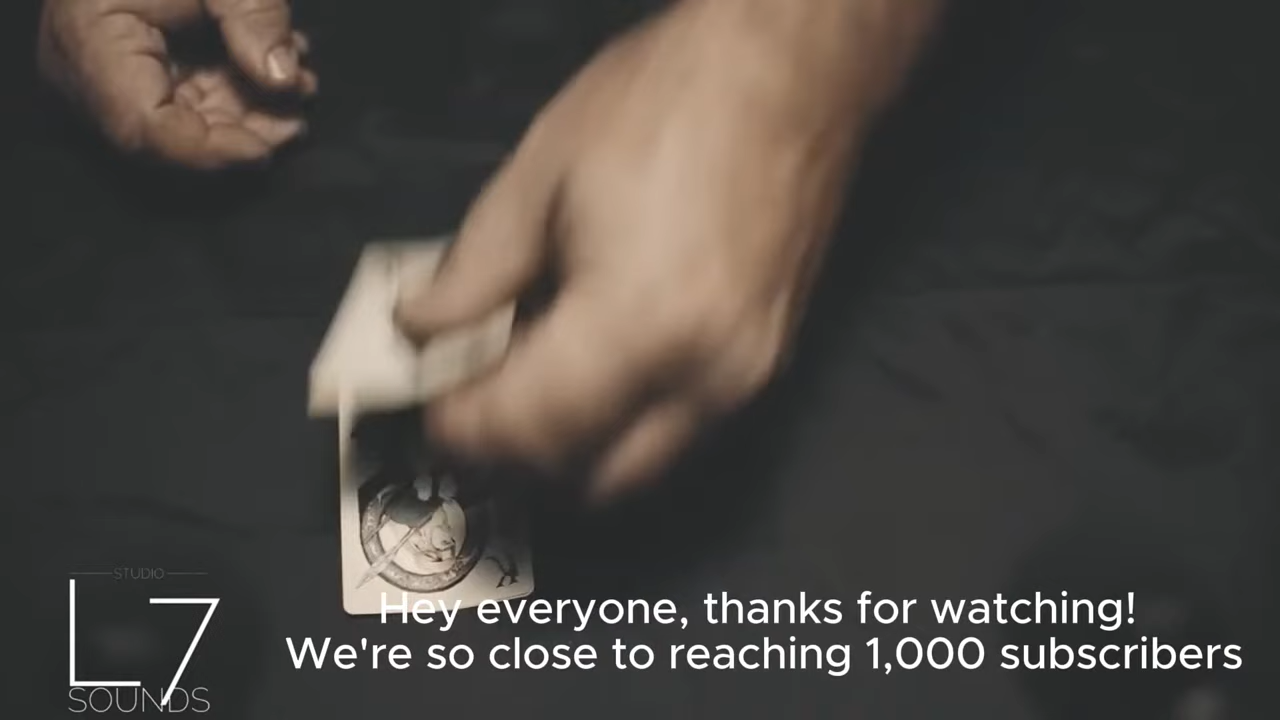 Hey everyone, thanks for watching!
We're so close to reaching 1,000 subscribers
STUDIO
L7
SOUNDS